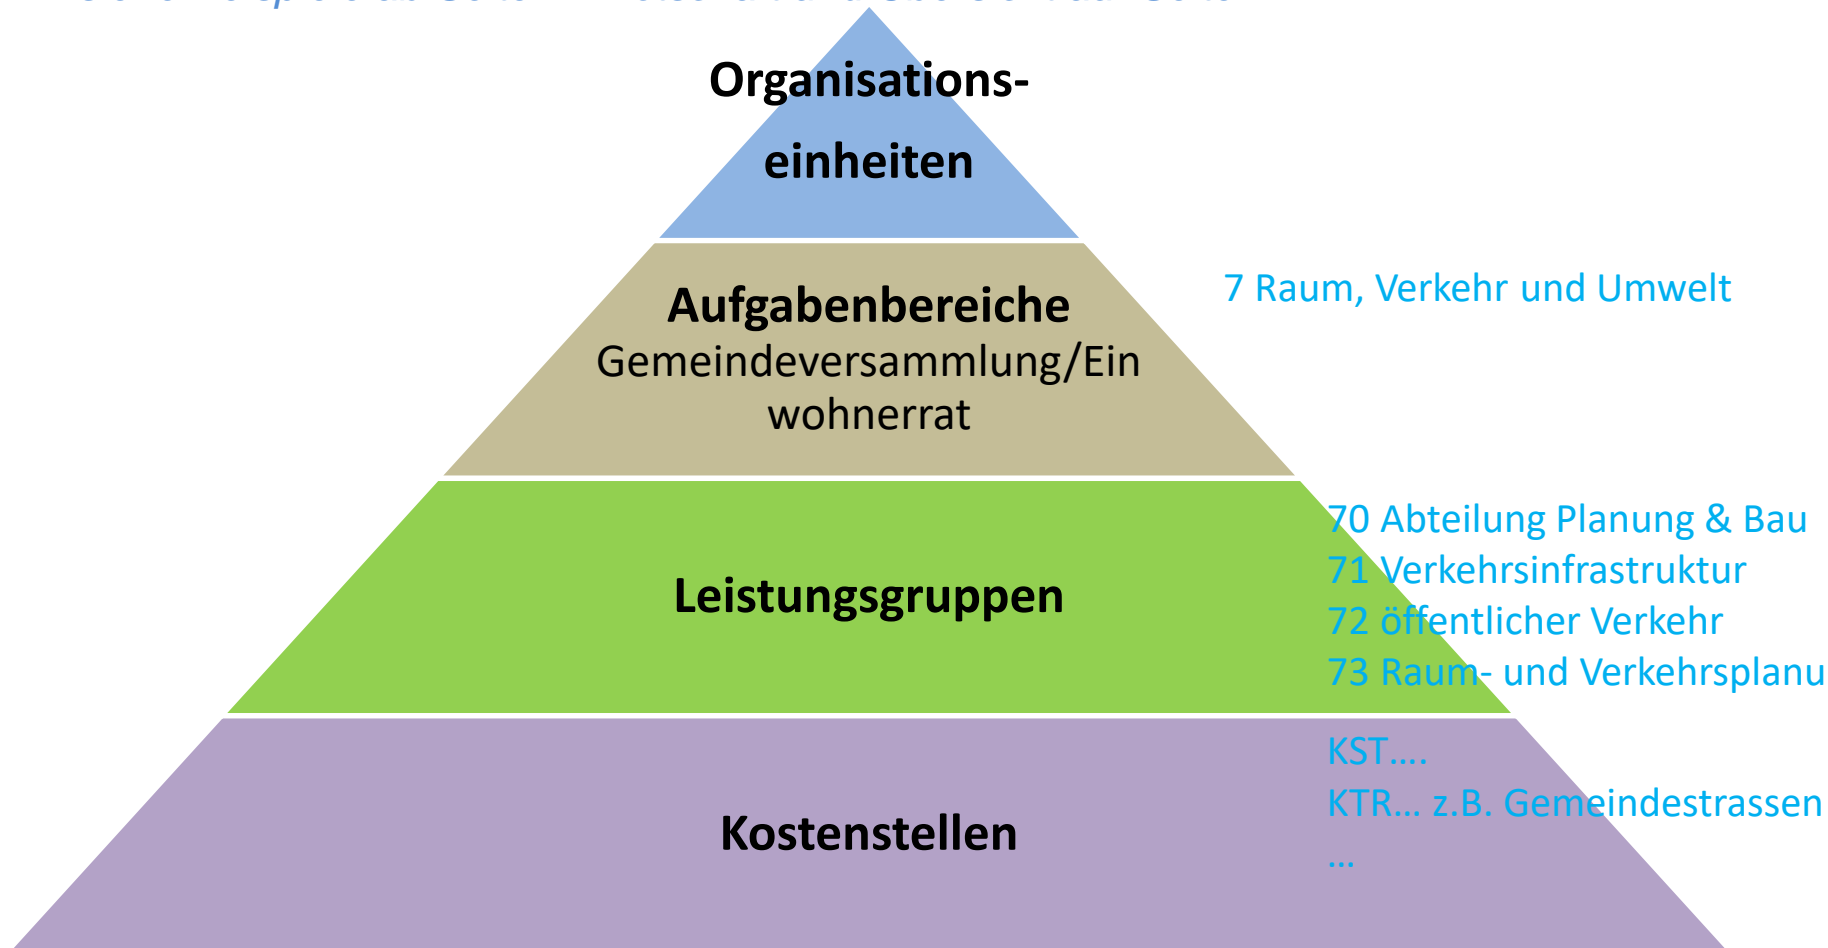 Organisations-
einheiten
Aufgabenbereiche
Gemeindeversammlung/Ein
wohnerrat
7 Raum, Verkehr und Umwelt
Leistungsgruppen
70 Abteilung Planung & Bau
71 Verkehrsinfrastruktur
72 öffentlicher Verkehr
73 Raum- und Verkehrsplanu
Kostenstellen
KST....
KTR... z.B. Gemeindestrassen
...